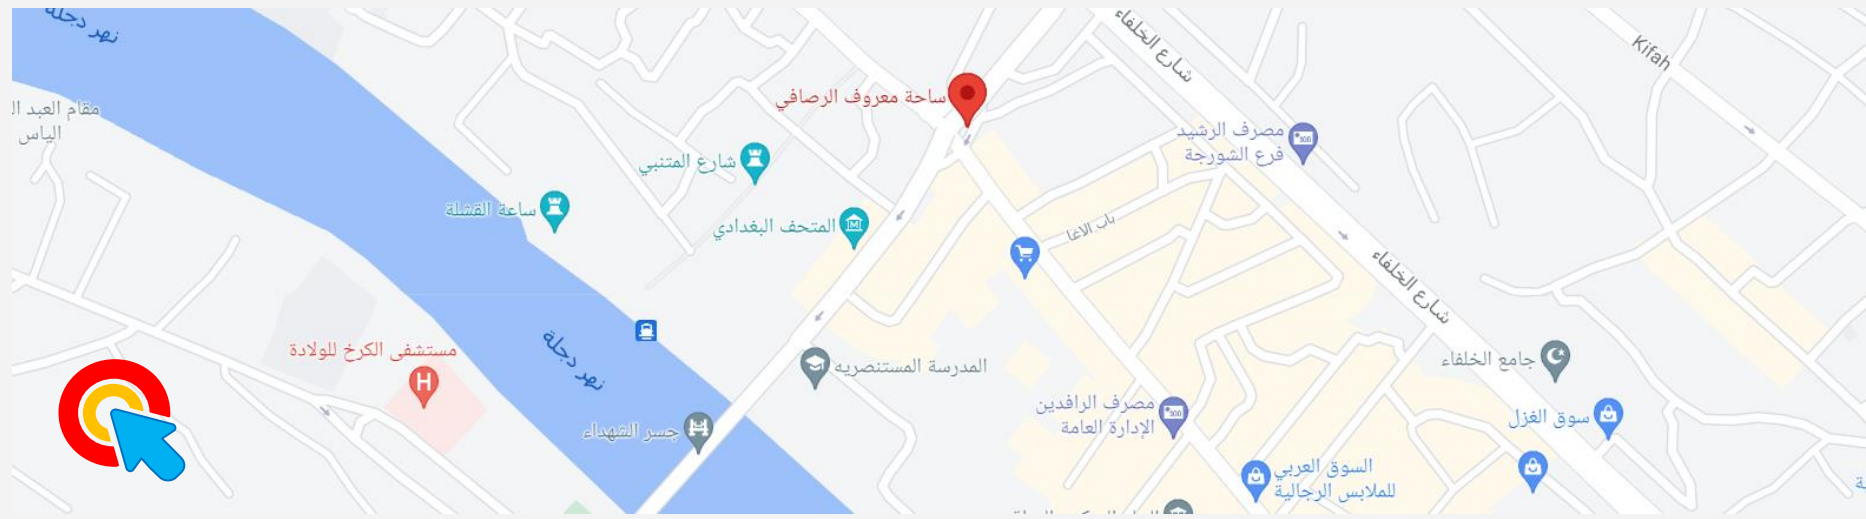 نهر دجلة
شارع الخلفاء
Kifah
ساحة معروف الرصافي
مقام العبد
الياس
مصرف الرشيد
فرع الشورجة
شارع المتنبي
ساعة القشلة
المتحف البغدادي
باب الاغا
شارع الخلفاء
نهر دجلة
مستشفى الكرخ للولادة
المدرسة المستنصريه
جامع الخلفاء
مصرف الرافدين
الإدارة العامة
سوق الغزل
جسر الشهداء
السوق العربي
للملابس الرجالية
H
M